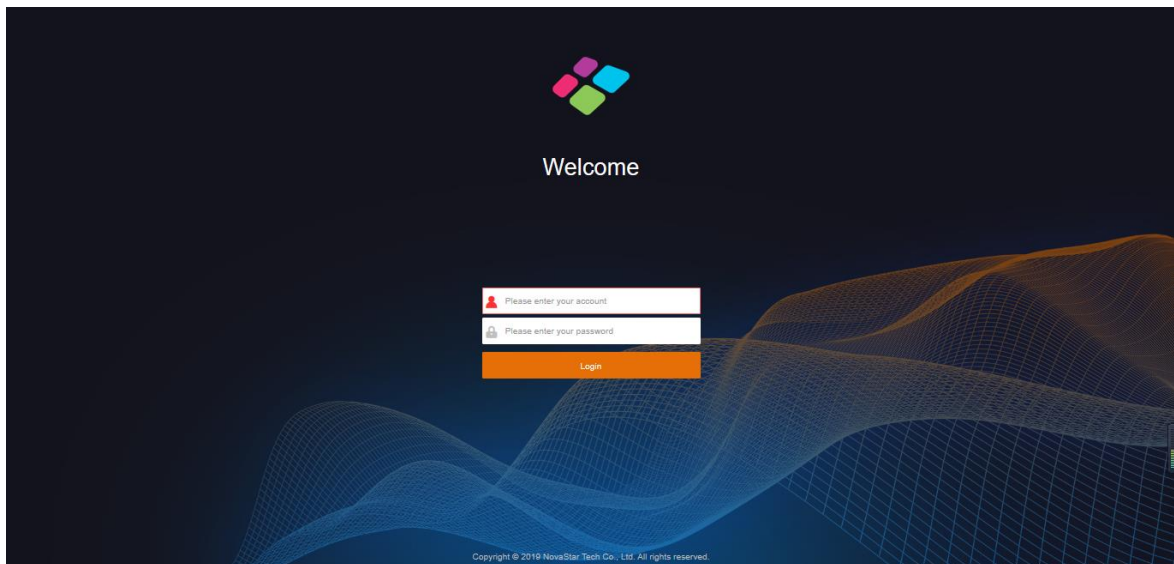 Welcome
Please enter your account
Please enter your password
Login
Copyright © 2019 NovaStar Tech Co., Ltd. All rights reserved.